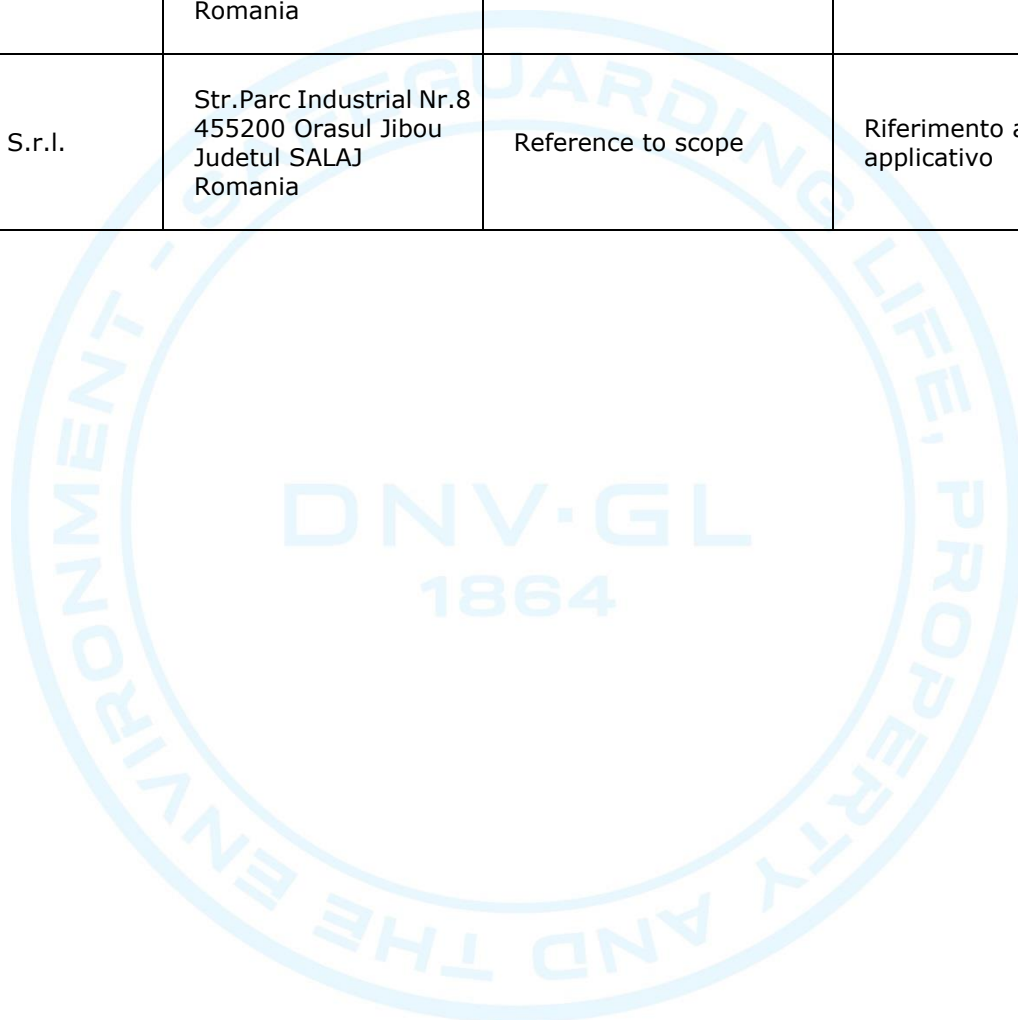 Romania
S.r.l.
Str.Parc Industrial Nr.8
455200 Orasul Jibou
Judetul SALAJ
Romania
Reference to scope
Riferimento
applicativo
SAFEGUARDING LIFE, PROPERTY AND THE ENVIRONMENT -
DNV·GL
1864